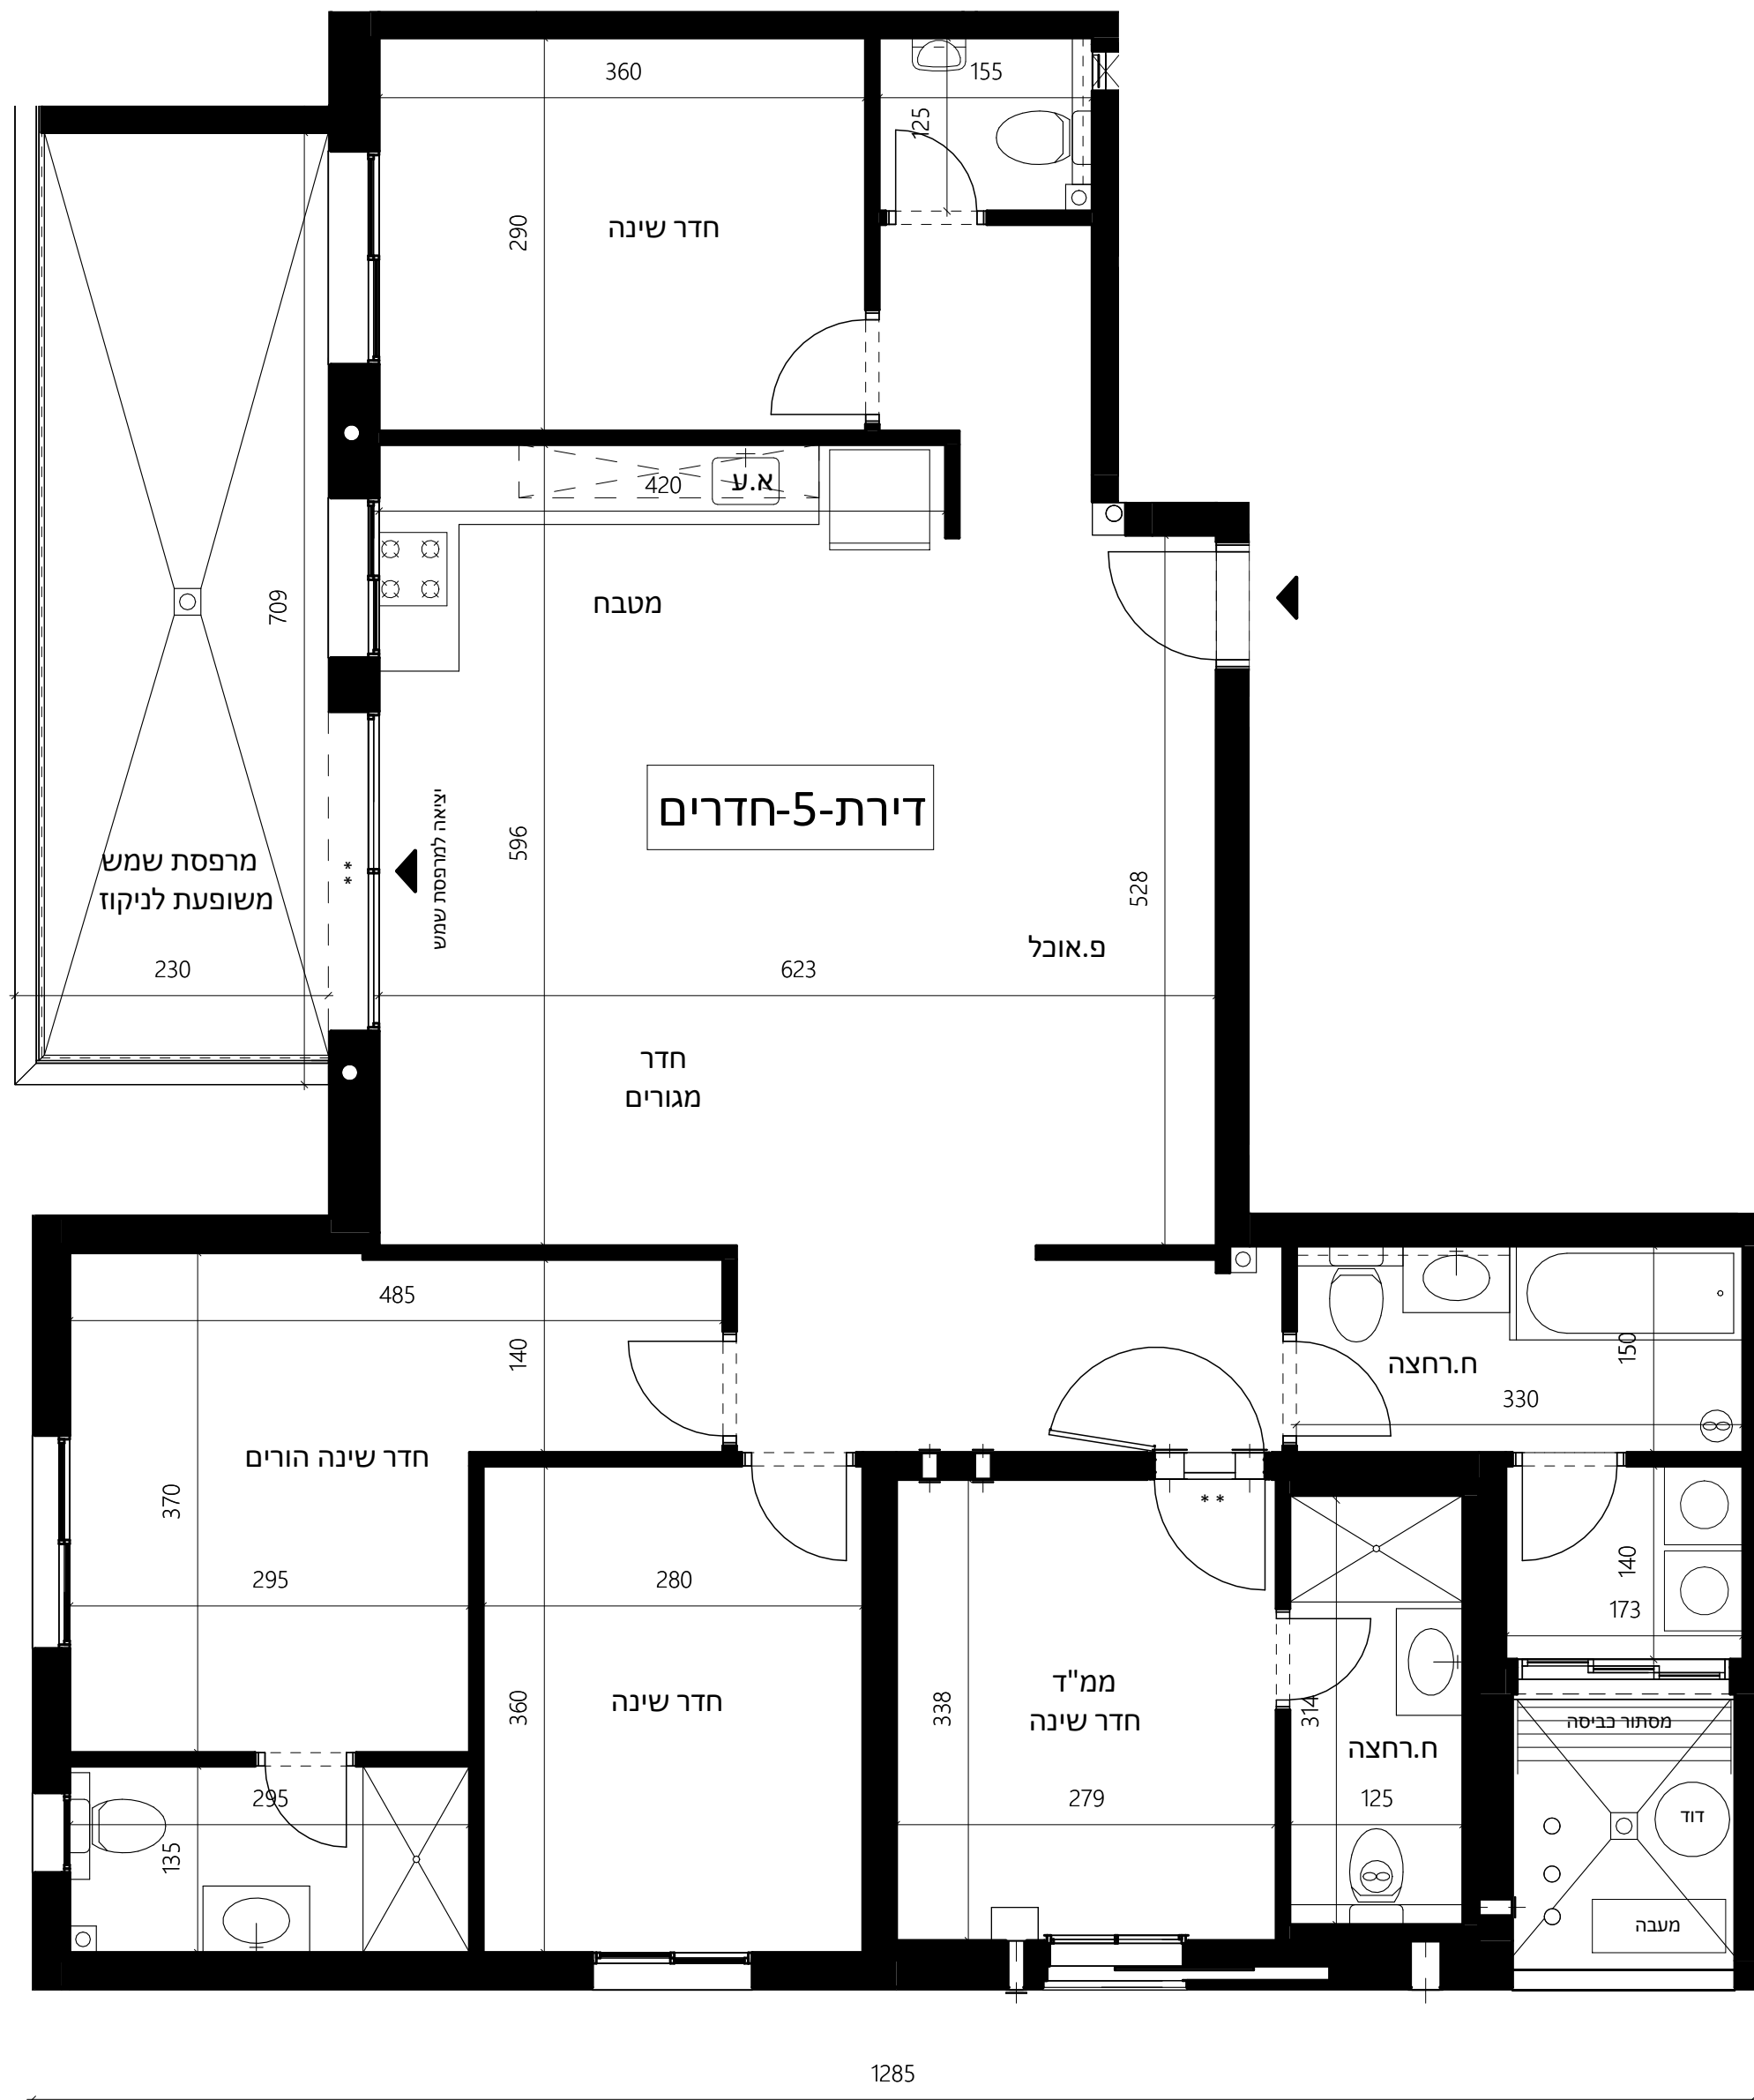 360
155
125
290
חדר שינה
420
א.ע
מטבח
709
דירת-5-חדרים
596
יציאה למרפסת שמש
**
מרפסת שמש
משופעת לניקוז
528
פ.אוכל
230
623
חדר
מגורים
485
140
150
ח.רחצה
330
חדר שינה הורים
370
**
295
280
140
173
ממ"ד
חדר שינה
338
314
חדר שינה
360
מסתור כביסה
ח.רחצה
295
279
125
דוד
135
מעבה
1285